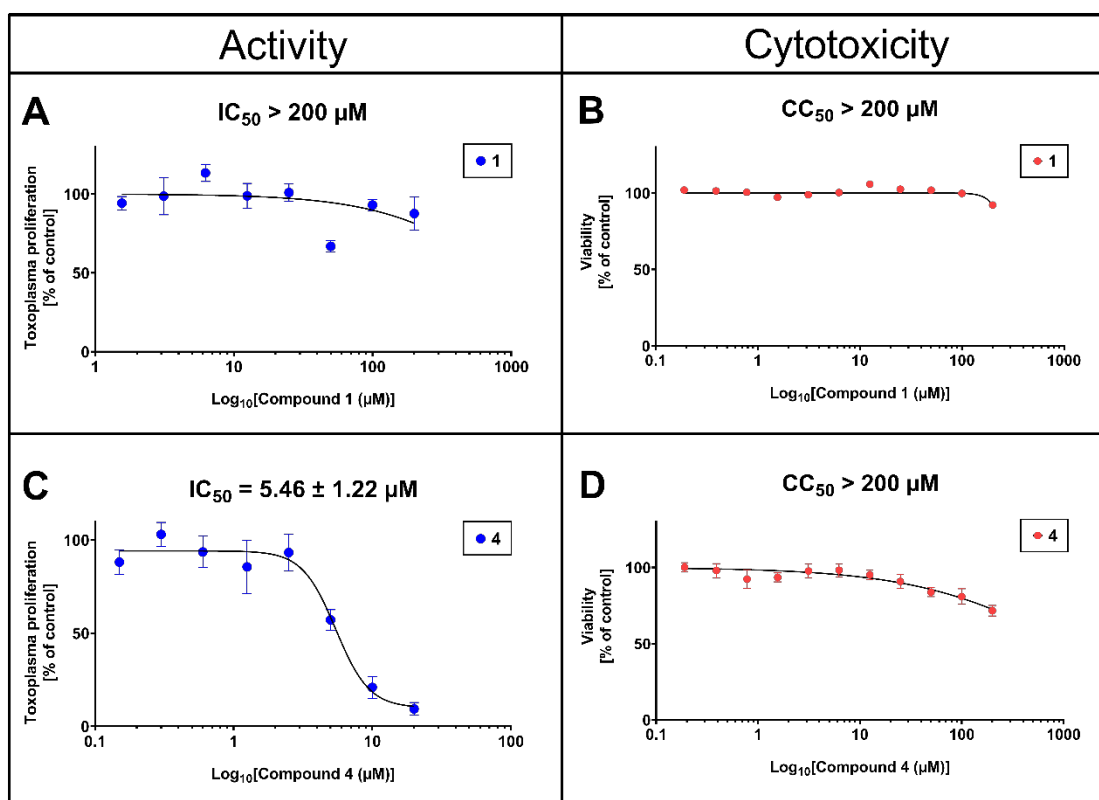 Activity
Cytotoxicity
A
IC50 > 200 µM
1
Toxoplasma proliferation
[% of control]
100
50
0
1
10
100
1000
Log10[Compound 1 (µM)]
B
CC50 > 200 µM
1
Viability
[% of control]
100
50
0
0.1
1
10
100
1000
Log10[Compound 1 (µM)]
C
IC50 = 5.46 ± 1.22 µM
4
Toxoplasma proliferation
[% of control]
100
50
0
0.1
1
10
100
Log10[Compound 4 (µM)]
D
CC50 > 200 µM
4
Viability
[% of control]
100
50
0
0.1
1
10
100
1000
Log10[Compound 4 (µM)]